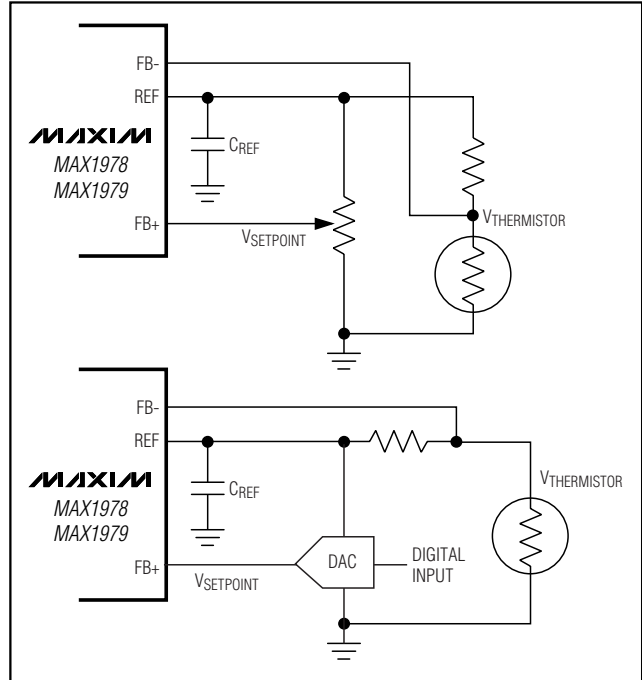 FB-
REF
MAXIM
CREF
MAX1978
MAX1979
VTHERMISTOR
FB+
VSETPOINT
FB-
REF
VTHERMISTOR
MAXIM
CREF
MAX1978
MAX1979
DAC
DIGITAL
INPUT
FB+
VSETPOINT